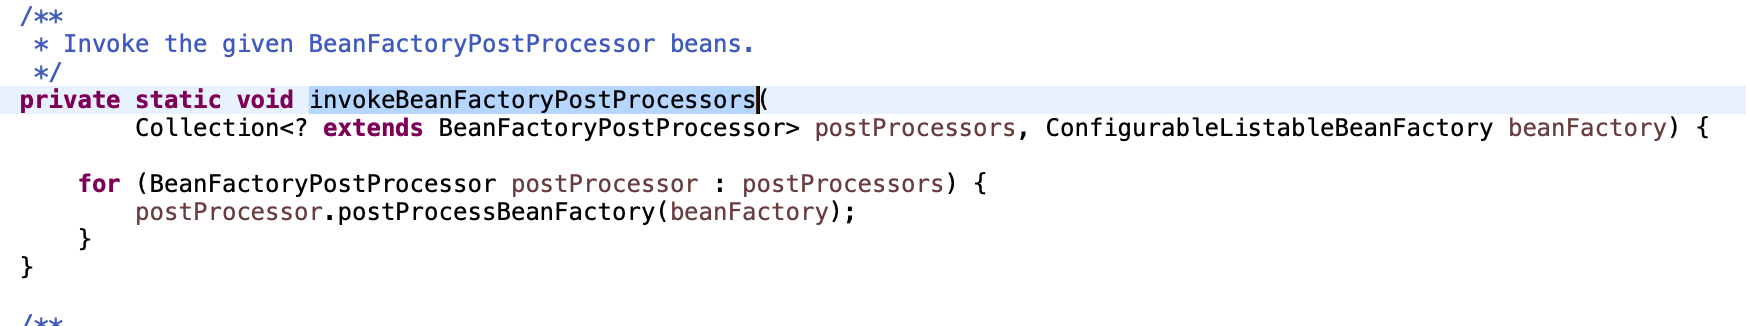 /**
 * Invoke the given BeanFactoryPostProcessor beans.
 */
private static void invokeBeanFactoryPostProcessors(
        Collection<? extends BeanFactoryPostProcessor> postProcessors, ConfigurableListableBeanFactory beanFactory) {

    for (BeanFactoryPostProcessor postProcessor : postProcessors) {
        postProcessor.postProcessBeanFactory(beanFactory);
    }
}

/**